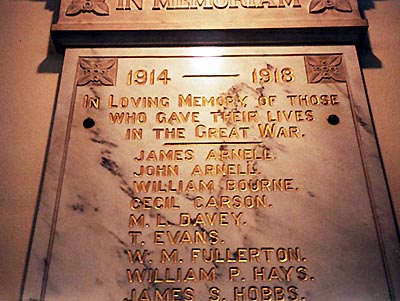 IN MEMORIAM
1914 — 1918
IN LOVING MEMORY OF THOSE
WHO GAVE THEIR LIVES
IN THE GREAT WAR.
JAMES ARNELL.
JOHN ARNELL.
WILLIAM BOURNE.
CECIL CARSON.
M. L. DAVEY.
T. EVANS.
W. M. FULLERTON.
WILLIAM P. HAYS.
JAMES S. HOBBS.